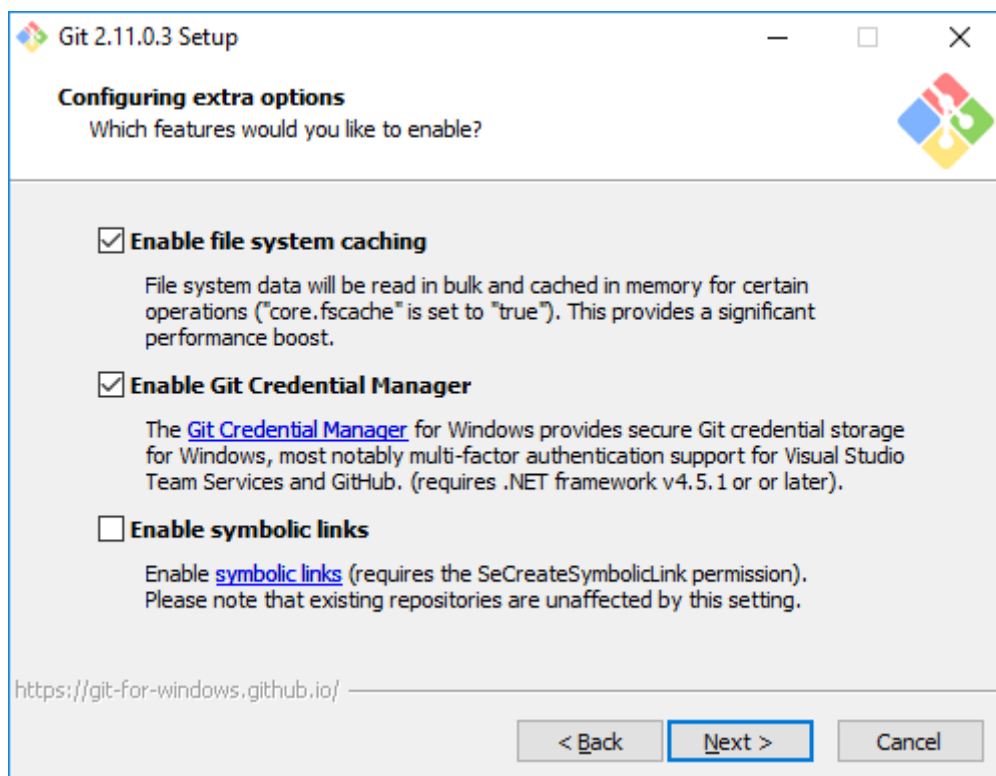 Git 2.11.0.3 Setup
Configuring extra options
Which features would you like to enable?
Enable file system caching
File system data will be read in bulk and cached in memory for certain
operations ("core.fscache" is set to "true"). This provides a significant
performance boost.
Enable Git Credential Manager
The Git Credential Manager for Windows provides secure Git credential storage
for Windows, most notably multi-factor authentication support for Visual Studio
Team Services and GitHub. (requires .NET framework v4.5.1 or or later).
Enable symbolic links
Enable symbolic links (requires the SeCreateSymbolicLink permission).
Please note that existing repositories are unaffected by this setting.
https://git-for-windows.github.io/
< Back Next > Cancel